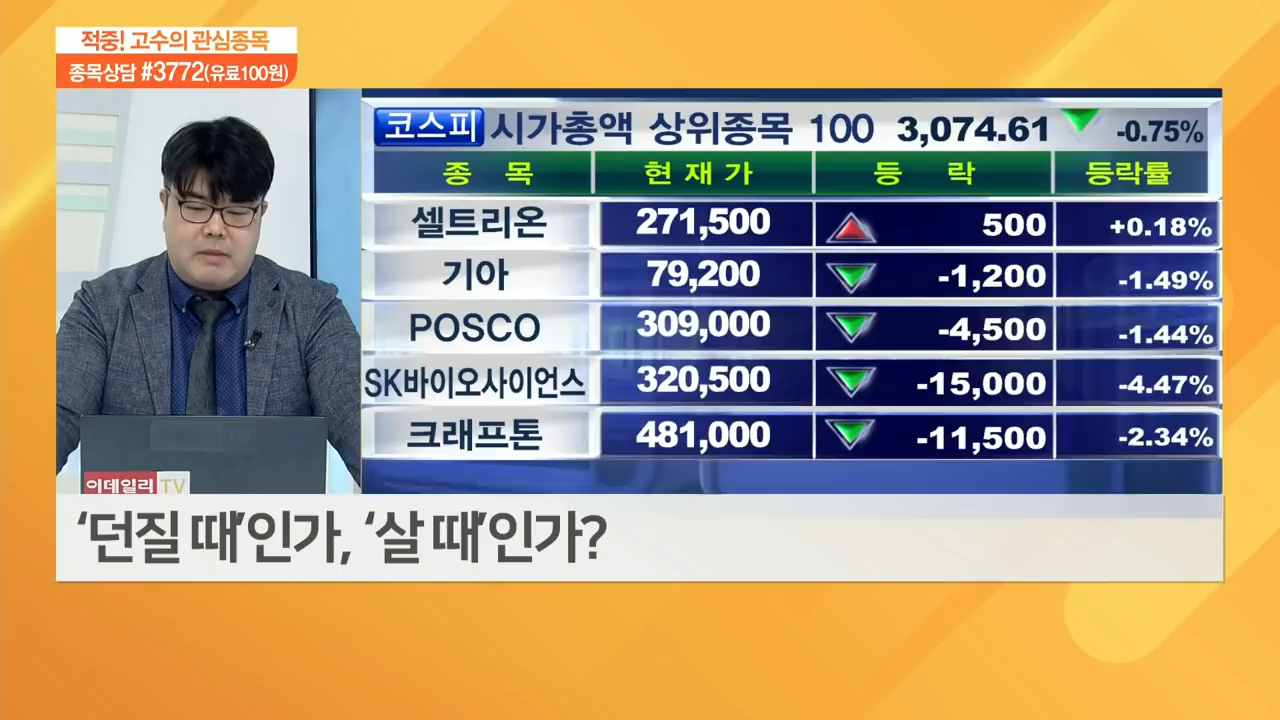 적중! 고수의 관심종목
종목상담 #3772(유료100원)
코스피 시가총액 상위종목 100 3,074.61 -0.75%
종 목 현 재 가 등 락 등락률
셀트리온 271,500 500 +0.18%
기아 79,200 -1,200 -1.49%
POSCO 309,000 -4,500 -1.44%
SK바이오사이언스 320,500 -15,000 -4.47%
크래프톤 481,000 -11,500 -2.34%
이데일리 TV
‘던질 때’인가, ‘살 때’인가?